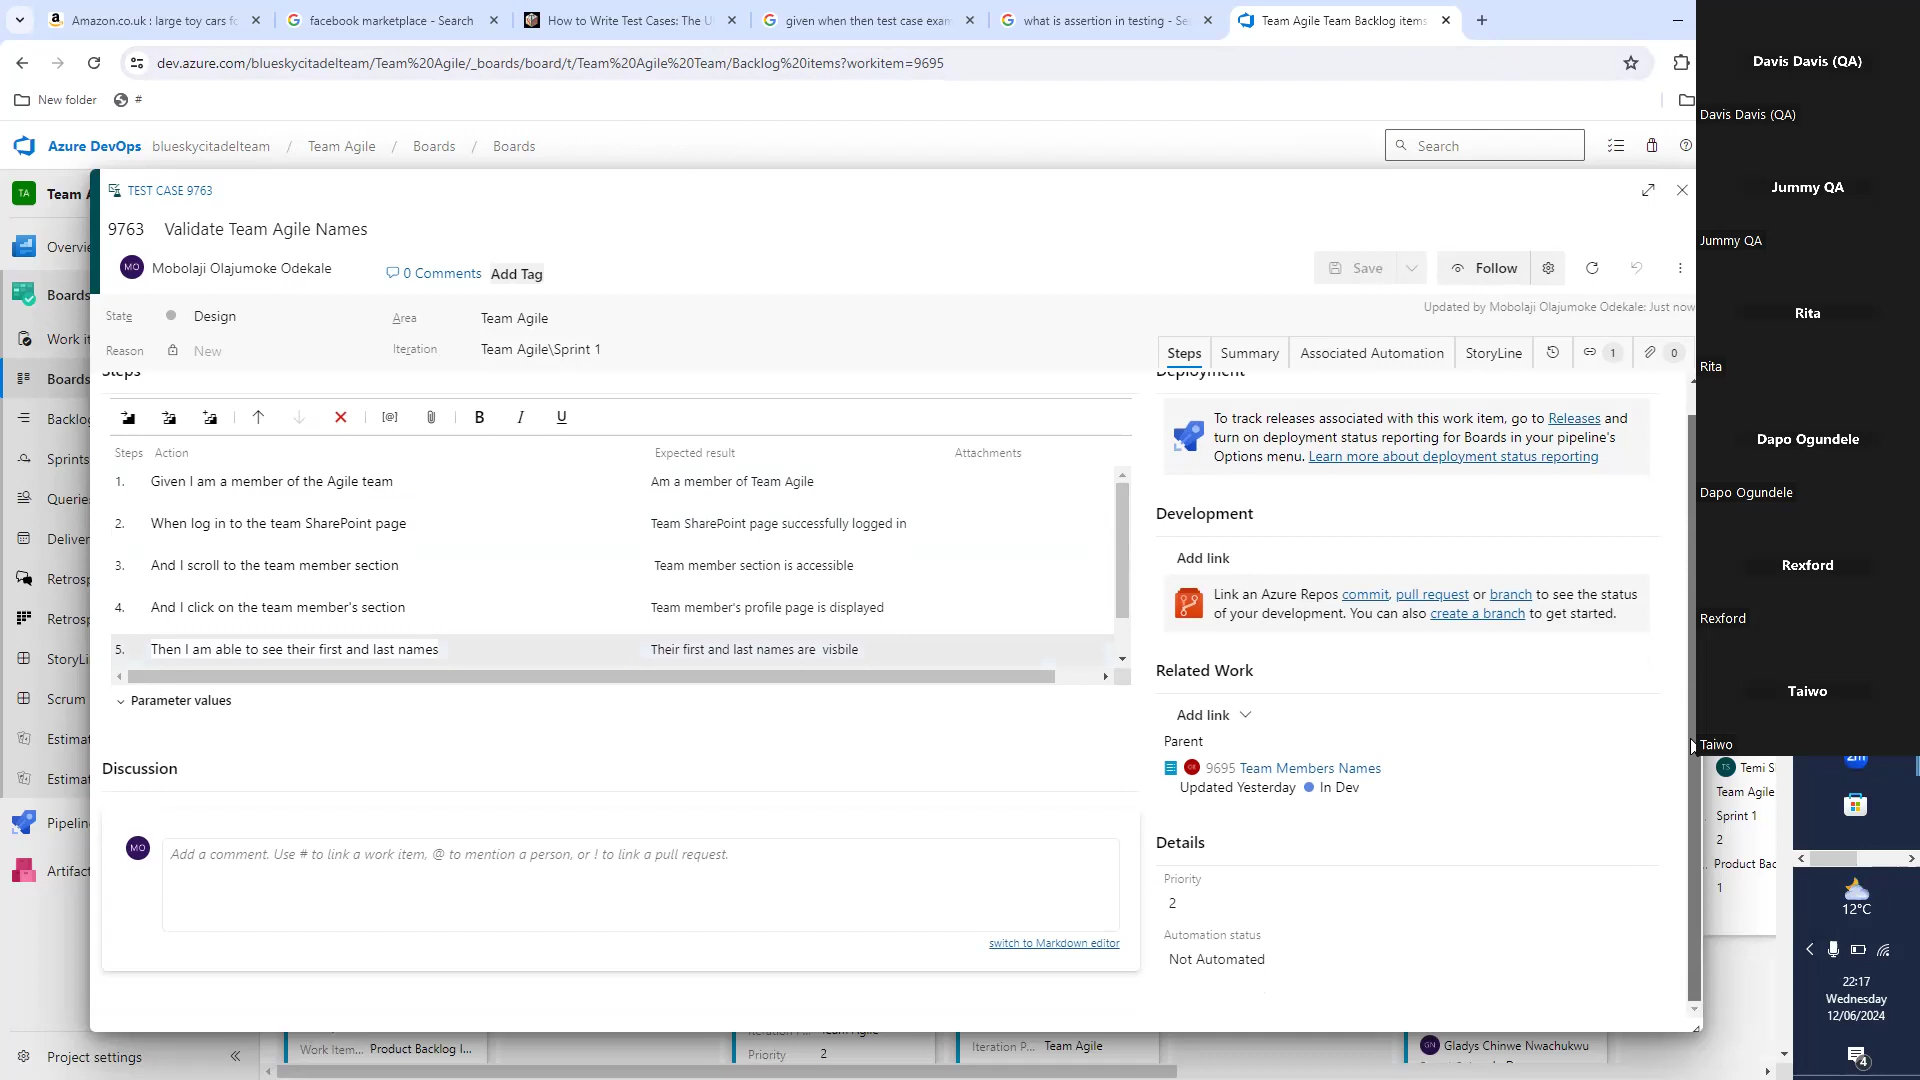 Amazon.co.uk : large toy cars fo
facebook marketplace - Search
How to Write Test Cases: The U
given when then test case exam
what is assertion in testing - Se
Team Agile Team Backlog items
dev.azure.com/blueskycitadelteam/Team%20Agile/_boards/board/t/Team%20Agile%20Team/Backlog%20items?workitem=9695
New folder
#
Azure DevOps blueskycitadelteam / Team Agile / Boards / Boards
Search
TA Team A
Overvie
Boards
Work it
Boards
Backlog
Sprints
Querie
Deliver
Retrosp
Retrosp
StoryLi
Scrum
Estimat
Estimat
Pipelin
Artifact
Project settings
TEST CASE 9763
9763 Validate Team Agile Names
MO Mobolaji Olajumoke Odekale
0 Comments
Add Tag
Save
Follow
State Design
Area Team Agile
Updated by Mobolaji Olajumoke Odekale: Just now
Reason New
Iteration Team Agile\Sprint 1
Steps Summary Associated Automation StoryLine 1 0
Steps
Steps Action Expected result Attachments
1. Given I am a member of the Agile team Am a member of Team Agile
2. When log in to the team SharePoint page Team SharePoint page successfully logged in
3. And I scroll to the team member section Team member section is accessible
4. And I click on the team member's section Team member's profile page is displayed
5. Then I am able to see their first and last names Their first and last names are visbile
Parameter values
Discussion
MO
Add a comment. Use # to link a work item, @ to mention a person, or ! to link a pull request.
switch to Markdown editor
Deployment
To track releases associated with this work item, go to Releases and
turn on deployment status reporting for Boards in your pipeline's
Options menu. Learn more about deployment status reporting
Development
Add link
Link an Azure Repos commit, pull request or branch to see the status
of your development. You can also create a branch to get started.
Related Work
Add link
Parent
9695 Team Members Names
Updated Yesterday In Dev
Details
Priority
2
Automation status
Not Automated
Work Item... Product Backlog I...
Team Agile
Priority 2
Iteration P... Team Agile
GN Gladys Chinwe Nwachukwu
Davis Davis (QA)
Davis Davis (QA)
Jummy QA
Jummy QA
Rita
Rita
Dapo Ogundele
Dapo Ogundele
Rexford
Rexford
Taiwo
Taiwo
TS Temi S
Team Agile
Sprint 1
2
Product Bac
1
12°C
22:17
Wednesday
12/06/2024
4